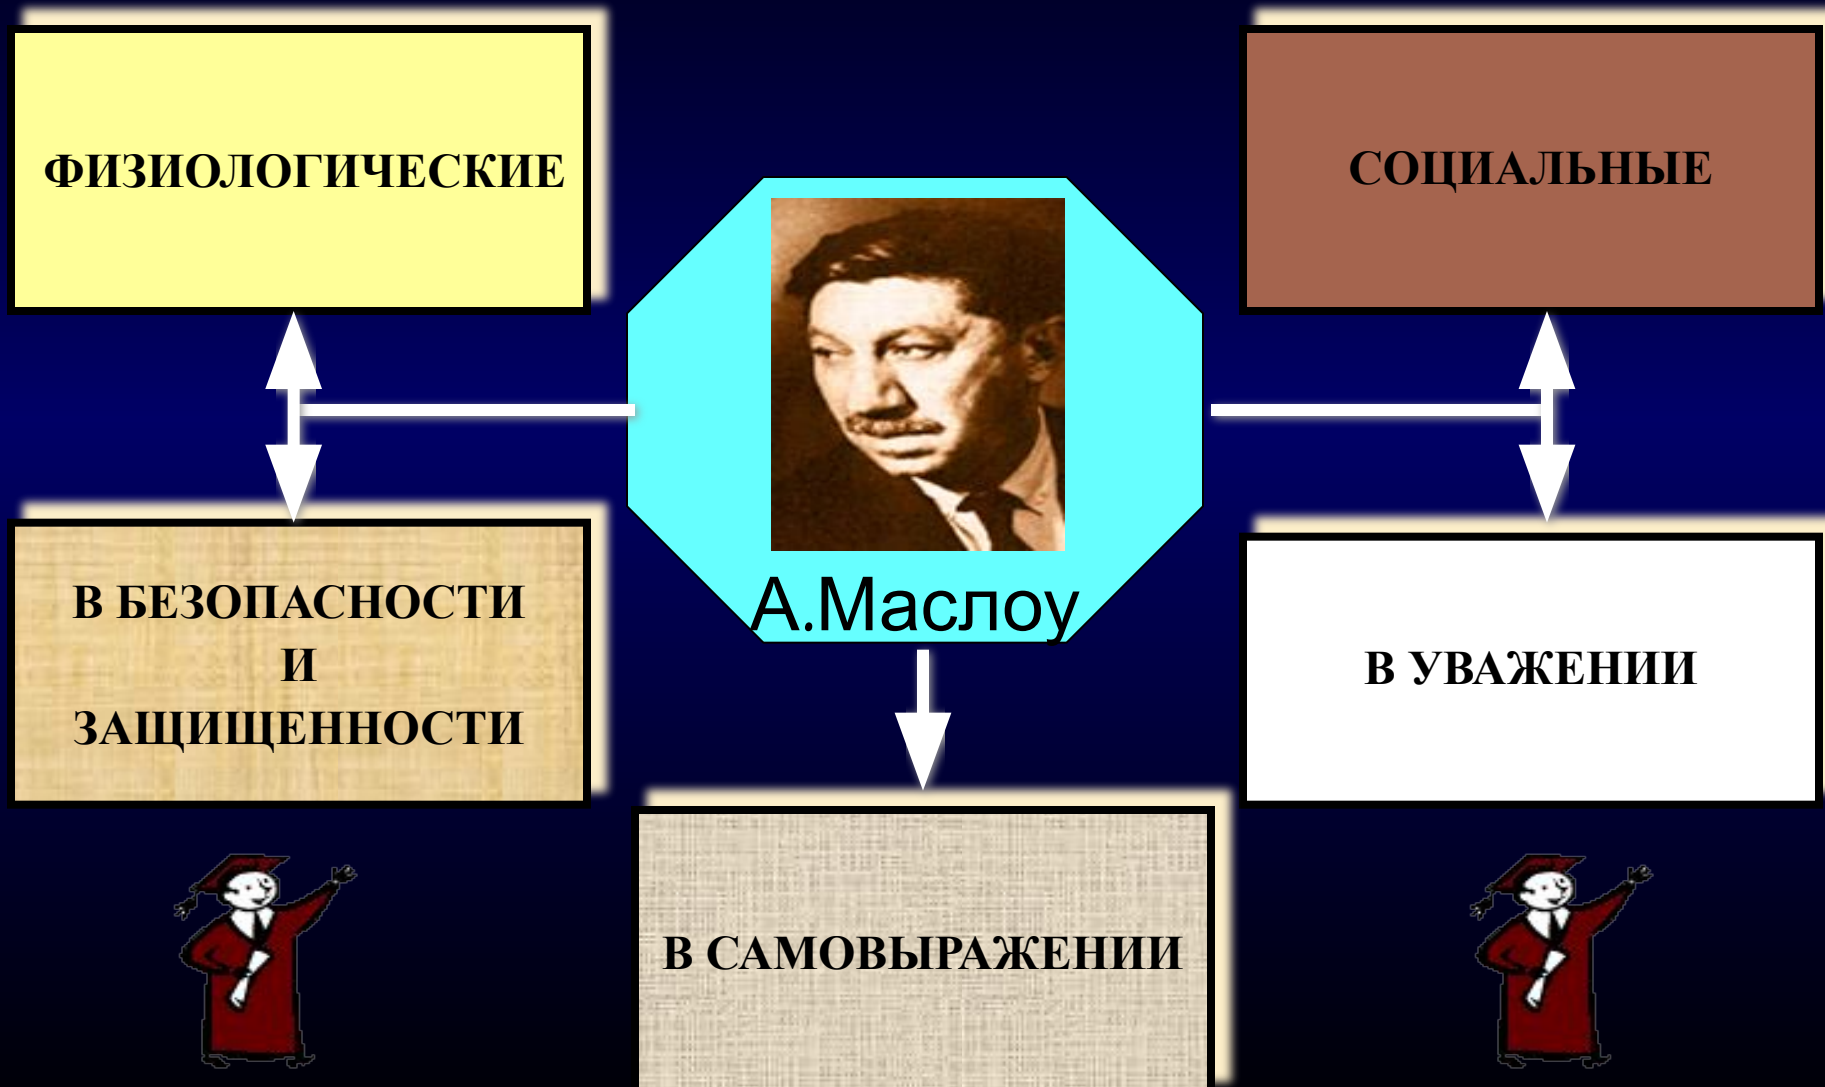 ФИЗИОЛОГИЧЕСКИЕ
СОЦИАЛЬНЫЕ
А.Маслоу
В БЕЗОПАСНОСТИ
И
ЗАЩИЩЕННОСТИ
В УВАЖЕНИИ
В САМОВЫРАЖЕНИИ